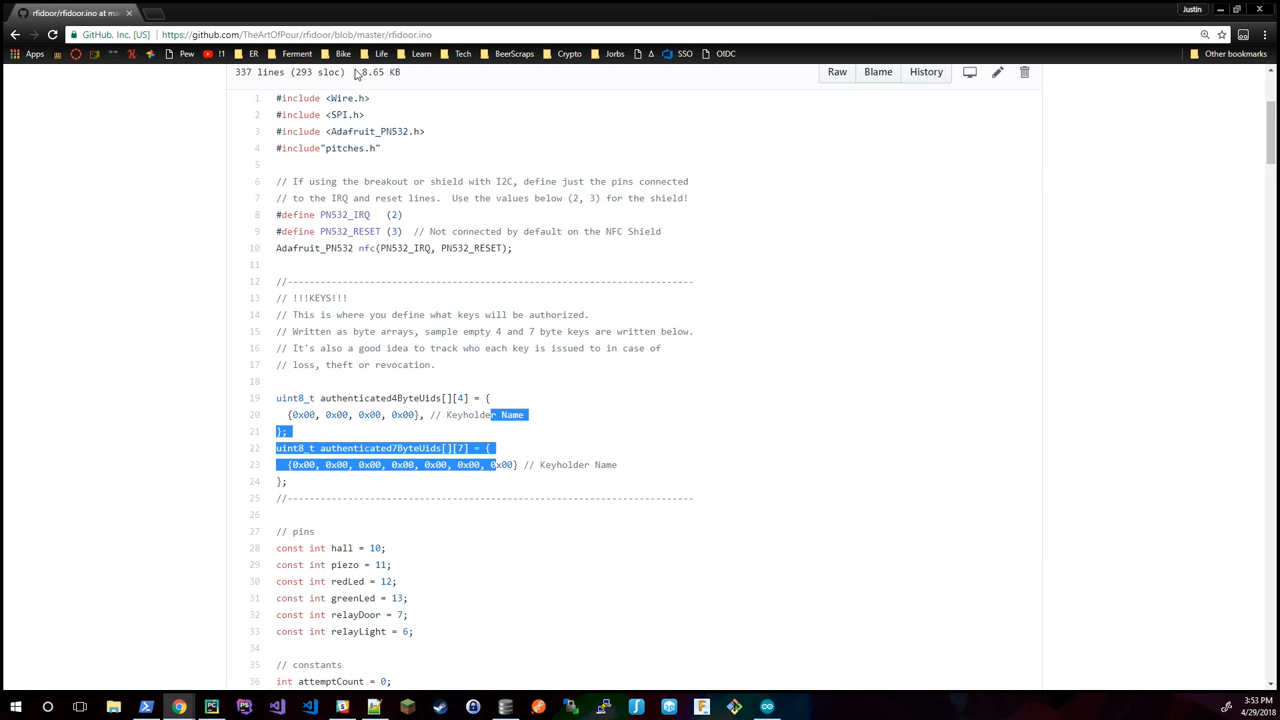 rfidoor/rfidoor.ino at ma
Justin
GitHub, Inc. [US]
https://github.com/TheArtOfPour/rfidoor/blob/master/rfidoor.ino
Apps
Pew
!1
ER
Ferment
Bike
Life
Learn
Tech
BeerScraps
Crypto
Jorbs
Δ
SSO
OIDC
Other bookmarks
337 lines (293 sloc)
8.65 KB
Raw
Blame
History
1 #include <Wire.h>
2 #include <SPI.h>
3 #include <Adafruit_PN532.h>
4 #include"pitches.h"
5
6 // If using the breakout or shield with I2C, define just the pins connected
7 // to the IRQ and reset lines.  Use the values below (2, 3) for the shield!
8 #define PN532_IRQ   (2)
9 #define PN532_RESET (3)  // Not connected by default on the NFC Shield
10 Adafruit_PN532 nfc(PN532_IRQ, PN532_RESET);
11
12 //--------------------------------------------------------------------------
13 // !!!KEYS!!!
14 // This is where you define what keys will be authorized.
15 // Written as byte arrays, sample empty 4 and 7 byte keys are written below.
16 // It's also a good idea to track who each key is issued to in case of
17 // loss, theft or revocation.
18
19 uint8_t authenticated4ByteUids[][4] = {
20   {0x00, 0x00, 0x00, 0x00}, // Keyholder Name
21 };
22 uint8_t authenticated7ByteUids[][7] = {
23   {0x00, 0x00, 0x00, 0x00, 0x00, 0x00, 0x00} // Keyholder Name
24 };
25 //--------------------------------------------------------------------------
26
27 // pins
28 const int hall = 10;
29 const int piezo = 11;
30 const int redLed = 12;
31 const int greenLed = 13;
32 const int relayDoor = 7;
33 const int relayLight = 6;
34
35 // constants
36 int attemptCount = 0;
3:53 PM
4/29/2018